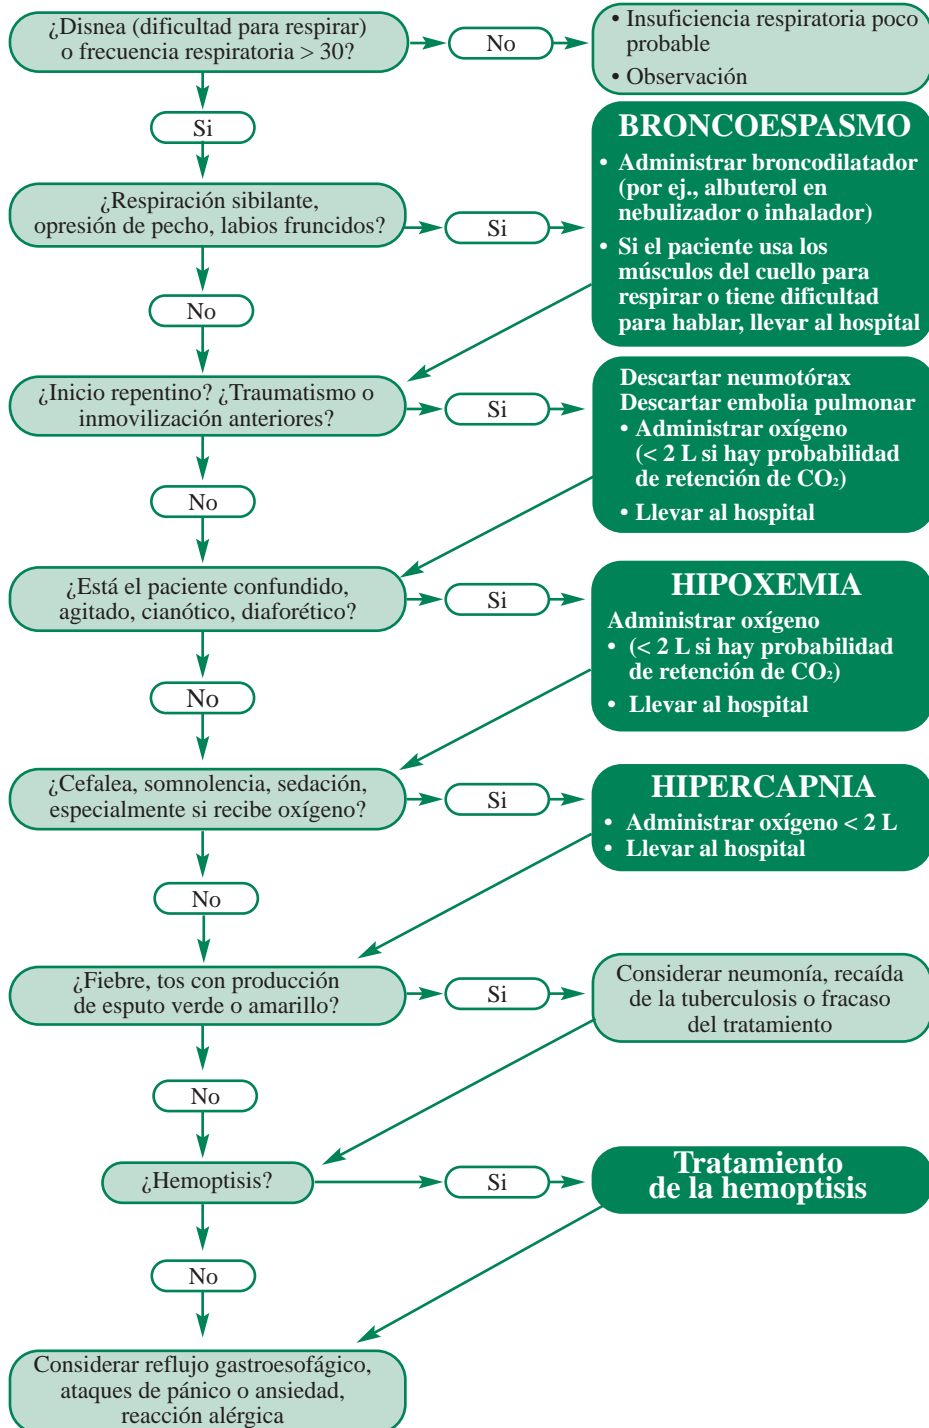 ¿Disnea (dificultad para respirar)
o frecuencia respiratoria > 30?
No
• Insuficiencia respiratoria poco
probable
• Observación
Si
¿Respiración sibilante,
opresión de pecho, labios fruncidos?
Si
BRONCOESPASMO
• Administrar broncodilatador
(por ej., albuterol en
nebulizador o inhalador)
• Si el paciente usa los
músculos del cuello para
respirar o tiene dificultad
para hablar, llevar al hospital
No
¿Inicio repentino? ¿Traumatismo o
inmovilización anteriores?
Si
Descartar neumotórax
Descartar embolia pulmonar
• Administrar oxígeno
(< 2 L si hay probabilidad
de retención de CO₂)
• Llevar al hospital
No
¿Está el paciente confundido,
agitado, cianótico, diaforético?
Si
HIPOXEMIA
Administrar oxígeno
• (< 2 L si hay probabilidad
de retención de CO₂)
• Llevar al hospital
No
¿Cefalea, somnolencia, sedación,
especialmente si recibe oxígeno?
Si
HIPERCAPNIA
• Administrar oxígeno < 2 L
• Llevar al hospital
No
¿Fiebre, tos con producción
de esputo verde o amarillo?
Si
Considerar neumonía, recaída
de la tuberculosis o fracaso
del tratamiento
No
¿Hemoptisis?
Si
Tratamiento
de la hemoptisis
No
Considerar reflujo gastroesofágico,
ataques de pánico o ansiedad,
reacción alérgica